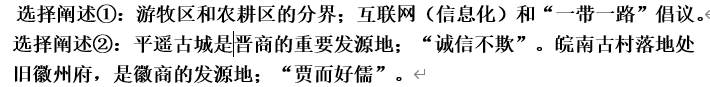 选择阐述①：游牧区和农耕区的分界；互联网（信息化）和“一带一路”倡议。
选择阐述②：平遥古城是晋商的重要发源地；“诚信不欺”。皖南古村落地处
旧徽州府，是徽商的发源地；“贾而好儒”。